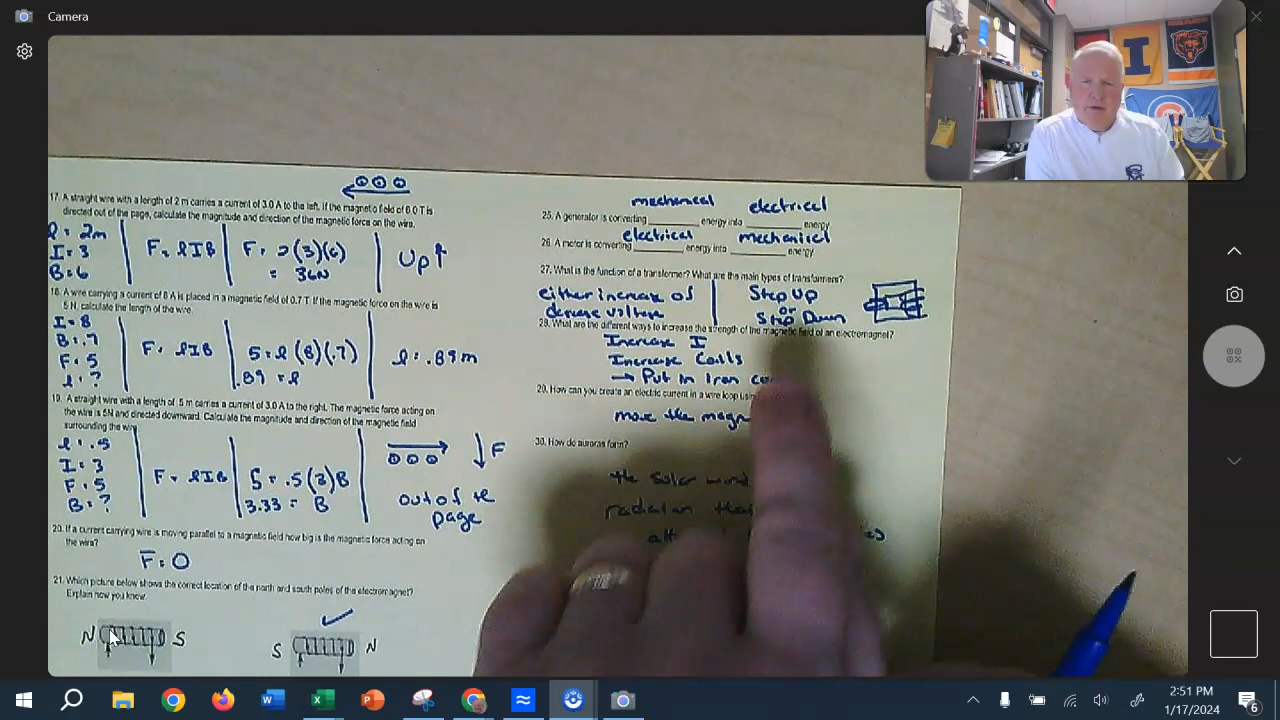 Camera
17. A straight wire with a length of 2 m carries a current of 3.0 A to the left. If the magnetic field of 6.0 T is
directed out of the page, calculate the magnitude and direction of the magnetic force on the wire.
l = 2m
I = 3
B = 6
F = lIB
F = 2(3)(6)
= 36N
Up ↑
18. A wire carrying a current of 8 A is placed in a magnetic field of 0.7 T If the magnetic force on the wire is
5 N, calculate the length of the wire.
I = 8
B = .7
F = 5
l = ?
F = lIB
5 = l (8)(.7)
.89 = l
l = .89 m
19. A straight wire with a length of .5 m carries a current of 3.0 A to the right. The magnetic force acting on
the wire is 5N and directed downward. Calculate the magnitude and direction of the magnetic field
surrounding the wire
l = .5
I = 3
F = 5
B = ?
F = lIB
5 = .5(3)B
3.33 = B
↓ F
out of the
page
20. If a current carrying wire is moving parallel to a magnetic field how big is the magnetic force acting on
the wire?
F = 0
21. Which picture below shows the correct location of the north and south poles of the electromagnet?
Explain how you know.
N S
S N
mechanical electrical
25. A generator is converting ________ energy into ________ energy
electrical mechanical
26. A motor is converting ________ energy into ________ energy.
27. What is the function of a transformer? What are the main types of transformers?
either increase or
decrease voltage
Step Up
or
Step Down
28. What are the different ways to increase the strength of the magnetic field of an electromagnet?
Increase I
Increase Coils
→ Put in Iron
29. How can you create an electric current in a wire loop
move the
30. How do auroras form?
the solar wind
radiation
I
2:51 PM
1/17/2024
6